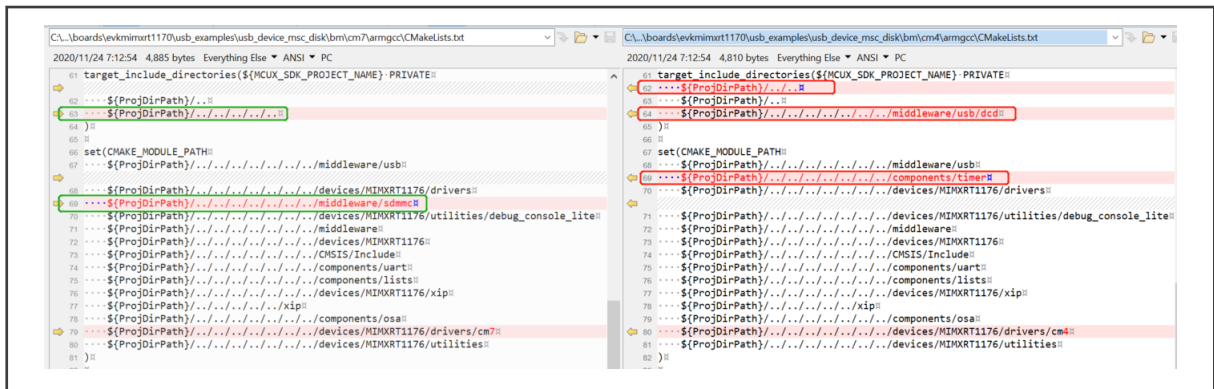 C:\...\boards\evkmimxrt1170\usb_examples\usb_device_msc_disk\bm\cm7\armgcc\CMakeLists.txt
2020/11/24 7:12:54 4,885 bytes Everything Else ▼ ANSI ▼ PC
61 target_include_directories(${MCUX_SDK_PROJECT_NAME}·PRIVATE¤
62 ····${ProjDirPath}/..¤
63 ····${ProjDirPath}/../../../../..¤
64 )¤
65 ¤
66 set(CMAKE_MODULE_PATH¤
67 ····${ProjDirPath}/../../../../../../../middleware/usb¤
68 ····${ProjDirPath}/../../../../../../../devices/MIMXRT1176/drivers¤
69 ····${ProjDirPath}/../../../../../../../middleware/sdmmc¤
70 ····${ProjDirPath}/../../../../../../../devices/MIMXRT1176/utilities/debug_console_lite¤
71 ····${ProjDirPath}/../../../../../../../middleware¤
72 ····${ProjDirPath}/../../../../../../../devices/MIMXRT1176¤
73 ····${ProjDirPath}/../../../../../../../CMSIS/Include¤
74 ····${ProjDirPath}/../../../../../../../components/uart¤
75 ····${ProjDirPath}/../../../../../../../components/lists¤
76 ····${ProjDirPath}/../../../../../../../devices/MIMXRT1176/xip¤
77 ····${ProjDirPath}/../../../../../xip¤
78 ····${ProjDirPath}/../../../../../../../components/osa¤
79 ····${ProjDirPath}/../../../../../../../devices/MIMXRT1176/drivers/cm7¤
80 ····${ProjDirPath}/../../../../../../../devices/MIMXRT1176/utilities¤
81 )¤
C:\...\boards\evkmimxrt1170\usb_examples\usb_device_msc_disk\bm\cm4\armgcc\CMakeLists.txt
2020/11/24 7:12:54 4,810 bytes Everything Else ▼ ANSI ▼ PC
61 target_include_directories(${MCUX_SDK_PROJECT_NAME}·PRIVATE¤
62 ····${ProjDirPath}/../..¤
63 ····${ProjDirPath}/..¤
64 ····${ProjDirPath}/../../../../../../../middleware/usb/dcd¤
65 )¤
66 ¤
67 set(CMAKE_MODULE_PATH¤
68 ····${ProjDirPath}/../../../../../../../middleware/usb¤
69 ····${ProjDirPath}/../../../../../../../components/timer¤
70 ····${ProjDirPath}/../../../../../../../devices/MIMXRT1176/drivers¤
71 ····${ProjDirPath}/../../../../../../../devices/MIMXRT1176/utilities/debug_console_lite¤
72 ····${ProjDirPath}/../../../../../../../middleware¤
73 ····${ProjDirPath}/../../../../../../../devices/MIMXRT1176¤
74 ····${ProjDirPath}/../../../../../../../CMSIS/Include¤
75 ····${ProjDirPath}/../../../../../../../components/uart¤
76 ····${ProjDirPath}/../../../../../../../components/lists¤
77 ····${ProjDirPath}/../../../../../../../devices/MIMXRT1176/xip¤
78 ····${ProjDirPath}/../../../../../xip¤
79 ····${ProjDirPath}/../../../../../../../components/osa¤
80 ····${ProjDirPath}/../../../../../../../devices/MIMXRT1176/drivers/cm4¤
81 ····${ProjDirPath}/../../../../../../../devices/MIMXRT1176/utilities¤
82 )¤